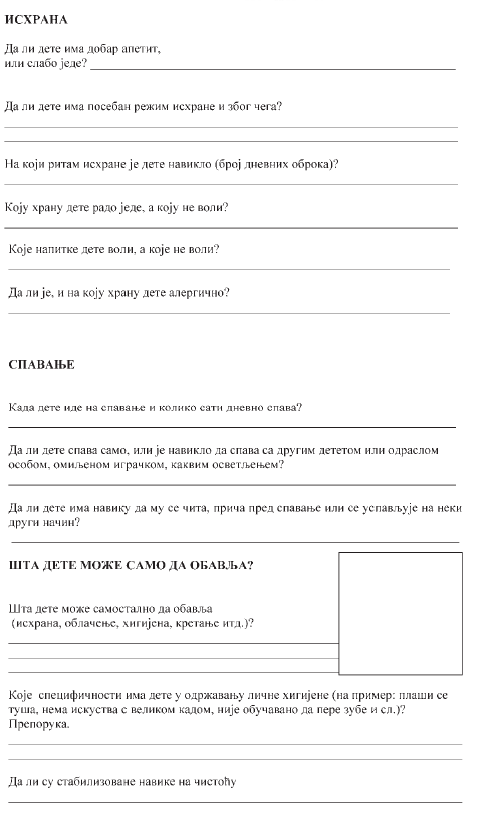 ИСХРАНА
Да ли дете има добар апетит,
или слабо једе?
Да ли дете има посебан режим исхране и због чега?
На који ритам исхране је дете навикло (број дневних оброка)?
Коју храну дете радо једе, а коју не воли?
Које напитке дете воли, а које не воли?
Да ли је, и на коју храну дете алергично?
СПАВАЊЕ
Када дете иде на спавање и колико сати дневно спава?
Да ли дете спава само, или је навикло да спава са другим дететом или одраслом
особом, омиљеном играчком, каквим осветљењем?
Да ли дете има навику да му се чита, прича пред спавање или се успављује на неки
други начин?
ШТА ДЕТЕ МОЖЕ САМО ДА ОБАВЉА?
Шта дете може самостално да обавља
(исхрана, облачење, хигијена, кретање итд.)?
Које специфичности има дете у одржавању личне хигијене (на пример: плаши се
туша, нема искуства с великом кадом, није обучавано да пере зубе и сл.)?
Препорука.
Да ли су стабилизоване навике на чистоћу